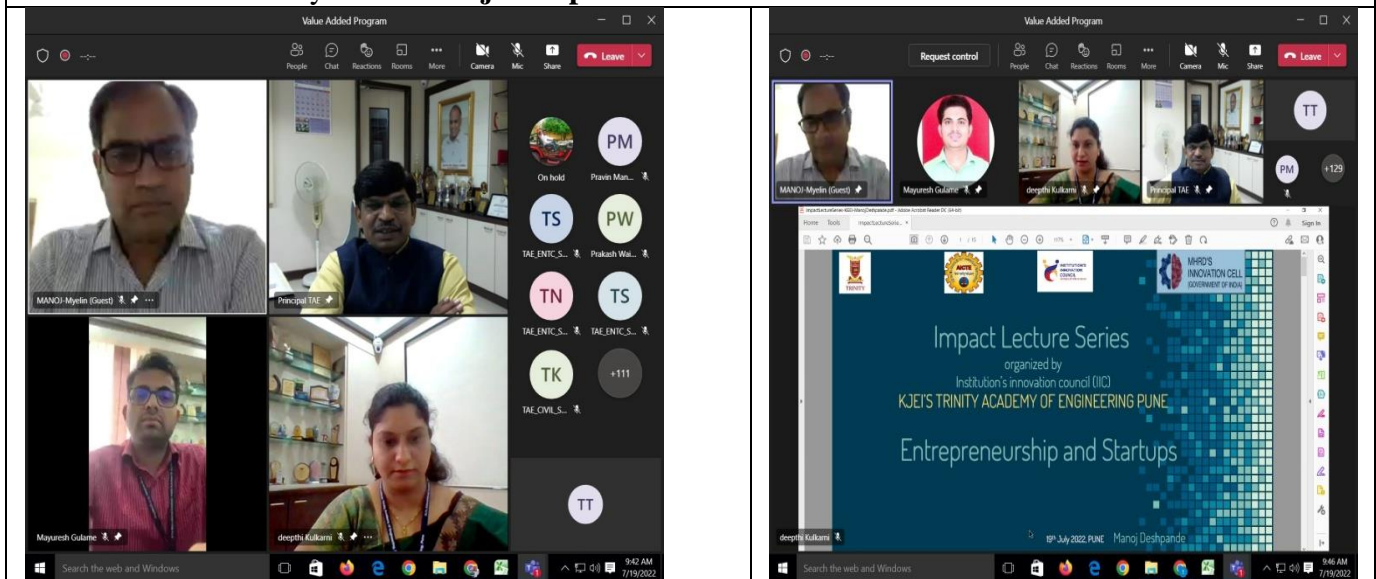 Value Added Program
People Chat Reactions Rooms More Camera Mic Share Leave
On hold
PM
Pravin Man...
TS
TAE_ENTC_S...
PW
Prakash Wai...
TN
TAE_ENTC_S...
TS
TAE_ENTC_S...
TK
TAE_CIVIL_S...
+111
TT
MANOJ-Myelin (Guest)
Principal TAE
Mayuresh Gulame
deepthi Kulkarni
Search the web and Windows
9:42 AM
7/19/2022
Value Added Program
Request control
People Chat Reactions Rooms More Camera Mic Share Leave
MANOJ-Myelin (Guest)
Mayuresh Gulame
deepthi Kulkarni
Principal TAE
TT
PM
+129
Home Tools
Sign In
TRINITY
AICTE
INSTITUTION'S
INNOVATION
COUNCIL
MHRD'S
INNOVATION CELL
(GOVERNMENT OF INDIA)
Impact Lecture Series
organized by
Institution's innovation council (IIC)
KJEI'S TRINITY ACADEMY OF ENGINEERING PUNE
Entrepreneurship and Startups
19th July 2022, PUNE Manoj Deshpande
deepthi Kulkarni
Search the web and Windows
9:46 AM
7/19/2022